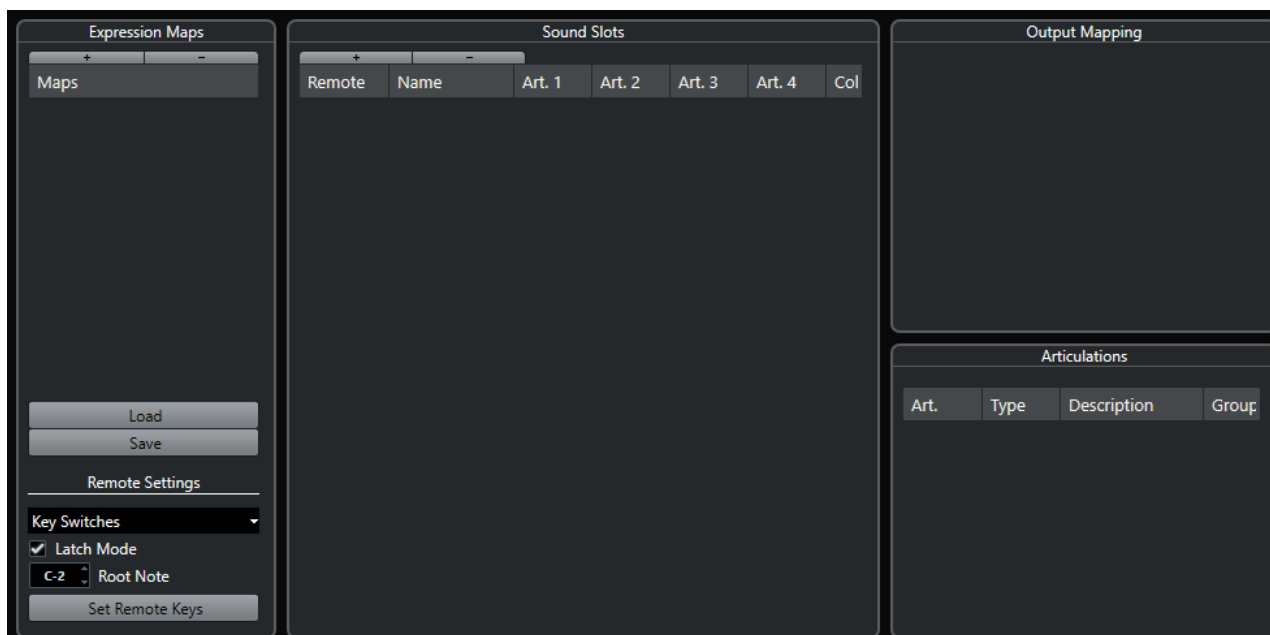 Expression Maps
+ -
Maps
Load
Save
Remote Settings
Key Switches
Latch Mode
C-2 Root Note
Set Remote Keys
Sound Slots
+ -
Remote Name Art. 1 Art. 2 Art. 3 Art. 4 Col
Output Mapping
Articulations
Art. Type Description Group